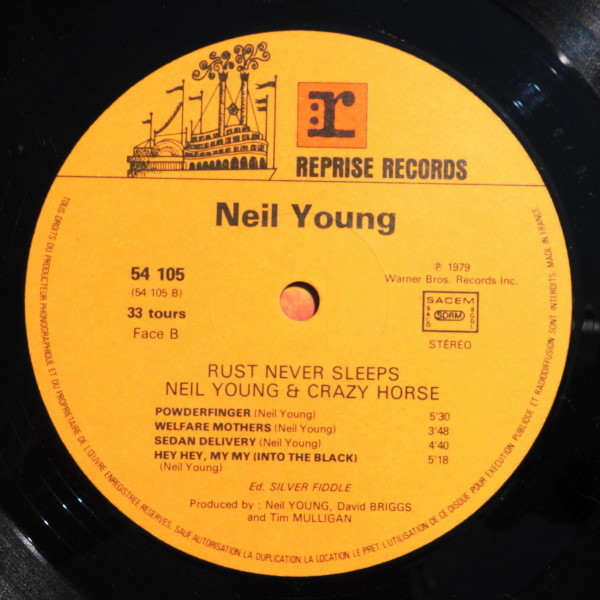 r
REPRISE RECORDS
Neil Young
54 105
(54 105 B)
33 tours
Face B
℗ 1979
Warner Bros. Records Inc.
SACEM
SDRM
STÉREO
RUST NEVER SLEEPS
NEIL YOUNG & CRAZY HORSE
POWDERFINGER (Neil Young) 5'30
WELFARE MOTHERS (Neil Young) 3'48
SEDAN DELIVERY (Neil Young) 4'40
HEY HEY, MY MY (INTO THE BLACK) 5'18
(Neil Young)
Ed. SILVER FIDDLE
Produced by : Neil YOUNG, David BRIGGS
and Tim MULLIGAN
TOUS DROITS DU PRODUCTEUR PHONOGRAPHIQUE ET DU PROPRIETAIRE DE L'ŒUVRE ENREGISTREE RESERVES. SAUF AUTORISATION LA DUPLICATION, LA LOCATION, LE PRET, L'UTILISATION DE CE DISQUE POUR EXECUTION PUBLIQUE ET RADIODIFFUSION SONT INTERDITS. MADE IN FRANCE